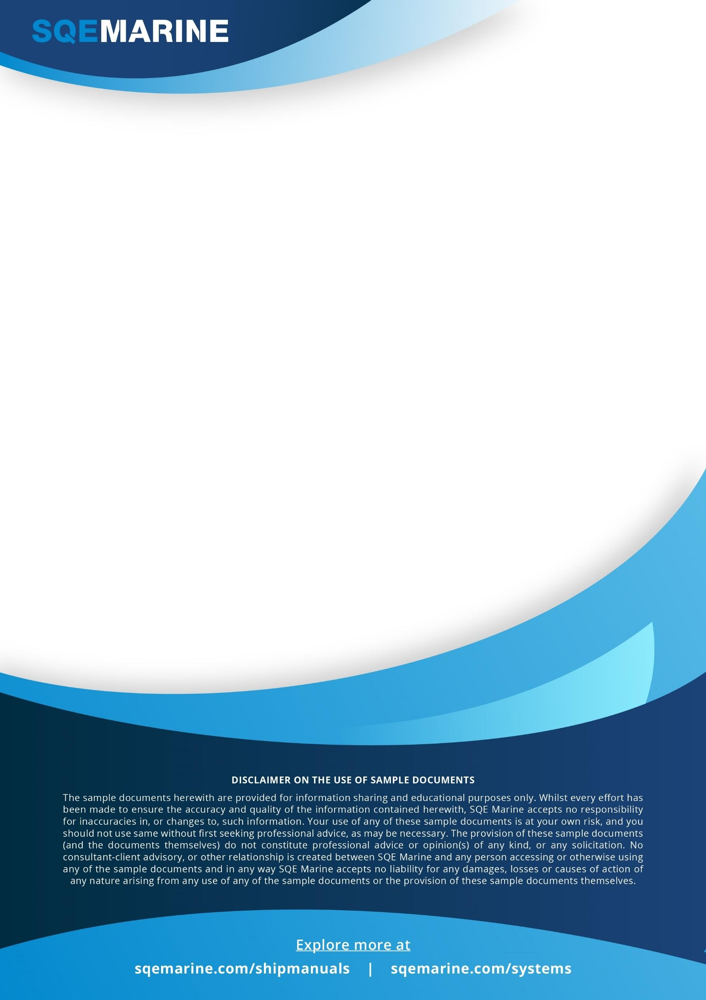 SQEMARINE
DISCLAIMER ON THE USE OF SAMPLE DOCUMENTS
The sample documents herewith are provided for information sharing and educational purposes only. Whilst every effort has
been made to ensure the accuracy and quality of the information contained herewith, SQE Marine accepts no responsibility
for inaccuracies in, or changes to, such information. Your use of any of these sample documents is at your own risk, and you
should not use same without first seeking professional advice, as may be necessary. The provision of these sample documents
(and the documents themselves) do not constitute professional advice or opinion(s) of any kind, or any solicitation. No
consultant-client advisory, or other relationship is created between SQE Marine and any person accessing or otherwise using
any of the sample documents and in any way SQE Marine accepts no liability for any damages, losses or causes of action of
any nature arising from any use of any of the sample documents or the provision of these sample documents themselves.
Explore more at
sqemarine.com/shipmanuals | sqemarine.com/systems